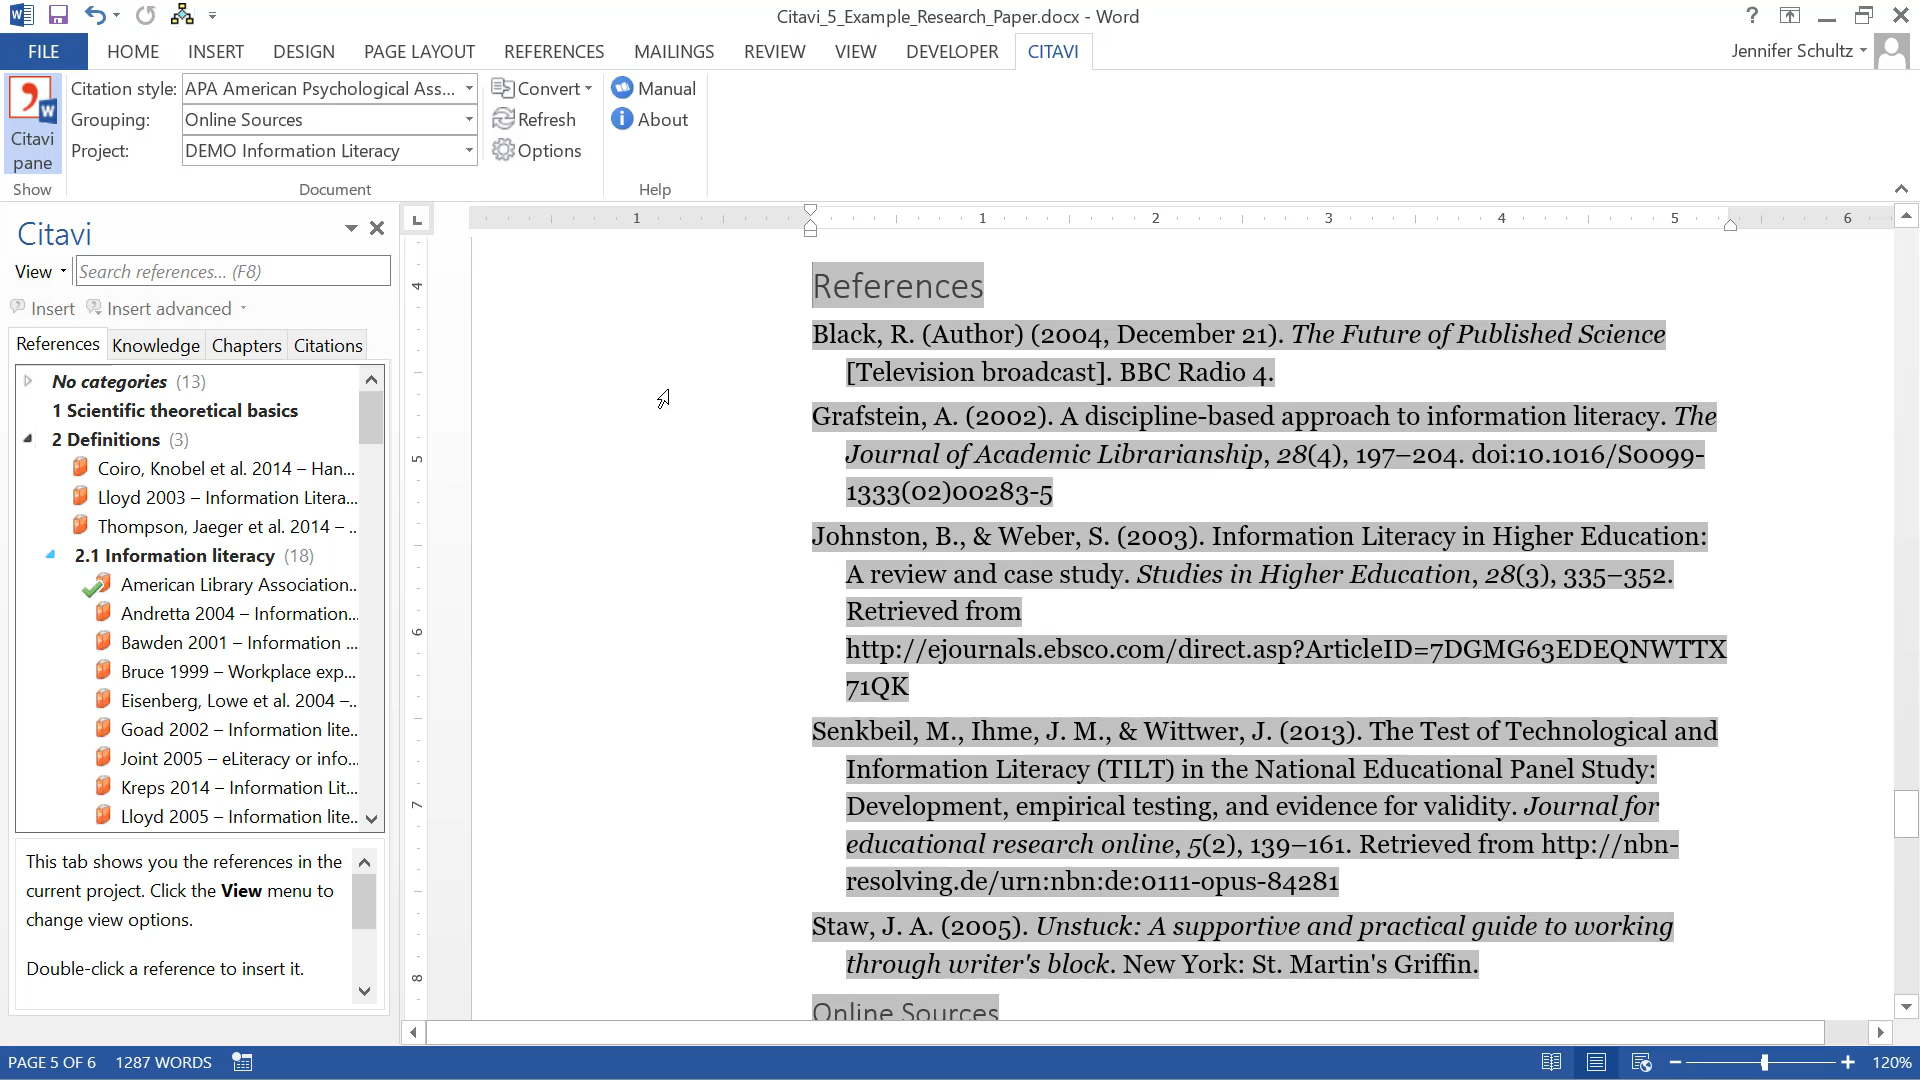 Citavi_5_Example_Research_Paper.docx - Word
FILE HOME INSERT DESIGN PAGE LAYOUT REFERENCES MAILINGS REVIEW VIEW DEVELOPER CITAVI Jennifer Schultz
Citavi pane
Show
Citation style: APA American Psychological Ass...
Grouping: Online Sources
Project: DEMO Information Literacy
Convert
Refresh
Options
Document
Manual
About
Help
Citavi
View Search references... (F8)
Insert Insert advanced
References Knowledge Chapters Citations
No categories (13)
1 Scientific theoretical basics
2 Definitions (3)
Coiro, Knobel et al. 2014 – Han...
Lloyd 2003 – Information Litera...
Thompson, Jaeger et al. 2014 – ..
2.1 Information literacy (18)
American Library Association..
Andretta 2004 – Information...
Bawden 2001 – Information ...
Bruce 1999 – Workplace exp...
Eisenberg, Lowe et al. 2004 –..
Goad 2002 – Information lite..
Joint 2005 – eLiteracy or info...
Kreps 2014 – Information Lit...
Lloyd 2005 – Information lite..
This tab shows you the references in the
current project. Click the View menu to
change view options.
Double-click a reference to insert it.
1 1 2 3 4 5 6
4
5
6
7
8
References
Black, R. (Author) (2004, December 21). The Future of Published Science
[Television broadcast]. BBC Radio 4.
Grafstein, A. (2002). A discipline-based approach to information literacy. The
Journal of Academic Librarianship, 28(4), 197–204. doi:10.1016/S0099-
1333(02)00283-5
Johnston, B., & Weber, S. (2003). Information Literacy in Higher Education:
A review and case study. Studies in Higher Education, 28(3), 335–352.
Retrieved from
http://ejournals.ebsco.com/direct.asp?ArticleID=7DGMG63EDEQNWTTX
71QK
Senkbeil, M., Ihme, J. M., & Wittwer, J. (2013). The Test of Technological and
Information Literacy (TILT) in the National Educational Panel Study:
Development, empirical testing, and evidence for validity. Journal for
educational research online, 5(2), 139–161. Retrieved from http://nbn-
resolving.de/urn:nbn:de:0111-opus-84281
Staw, J. A. (2005). Unstuck: A supportive and practical guide to working
through writer's block. New York: St. Martin's Griffin.
Online Sources
PAGE 5 OF 6 1287 WORDS 120%